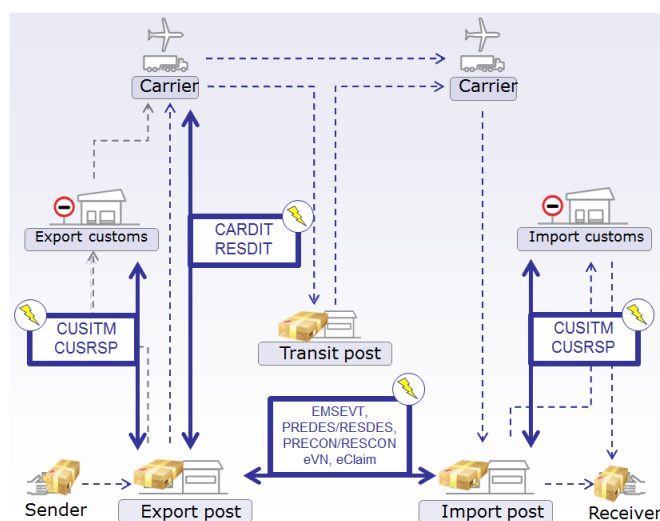 Carrier
Carrier
Export customs
CARDIT
RESDIT
Import customs
CUSITM
CUSRSP
Transit post
CUSITM
CUSRSP
EMSEVT,
PREDES/RESDES,
PRECON/RESCON
eVN, eClaim
Sender
Export post
Import post
Receiver